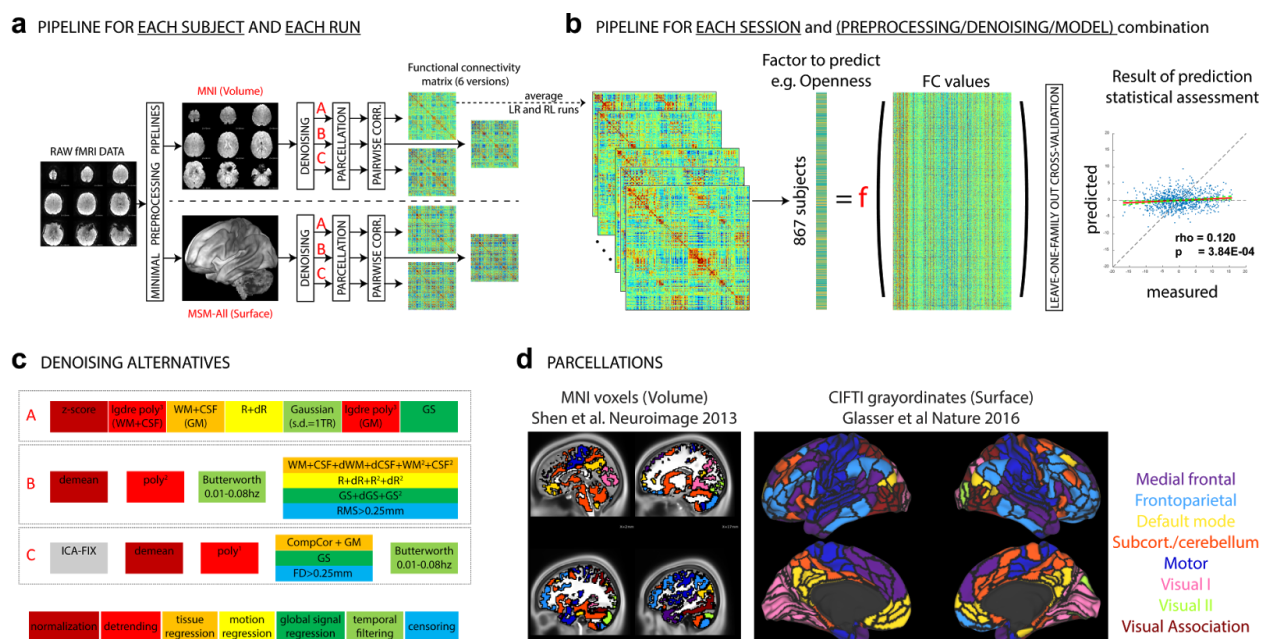 a PIPELINE FOR EACH SUBJECT AND EACH RUN
RAW fMRI DATA
MINIMAL PREPROCESSING PIPELINES
MNI (Volume)
MSM-All (Surface)
DENOISING
A
B
C
PARCELLATION
PAIRWISE CORR.
DENOISING
A
B
C
PARCELLATION
PAIRWISE CORR.
Functional connectivity
matrix (6 versions)
average
LR and RL runs
b PIPELINE FOR EACH SESSION and (PREPROCESSING/DENOISING/MODEL) combination
Factor to predict
e.g. Openness
FC values
867 subjects
= f
LEAVE-ONE-FAMILY OUT CROSS-VALIDATION
Result of prediction
statistical assessment
predicted
rho = 0.120
p = 3.84E-04
measured
c DENOISING ALTERNATIVES
A
z-score
lgdre poly³
(WM+CSF)
WM+CSF
(GM)
R+dR
Gaussian
(s.d.=1TR)
lgdre poly³
(GM)
GS
B
demean
poly²
Butterworth
0.01-0.08hz
WM+CSF+dWM+dCSF+WM²+CSF²
R+dR+R²+dR²
GS+dGS+GS²
RMS>0.25mm
C
ICA-FIX
demean
poly¹
CompCor + GM
GS
FD>0.25mm
Butterworth
0.01-0.08hz
normalization
detrending
tissue
regression
motion
regression
global signal
regression
temporal
filtering
censoring
d PARCELLATIONS
MNI voxels (Volume)
Shen et al. Neuroimage 2013
CIFTI grayordinates (Surface)
Glasser et al Nature 2016
Medial frontal
Frontoparietal
Default mode
Subcort./cerebellum
Motor
Visual I
Visual II
Visual Association